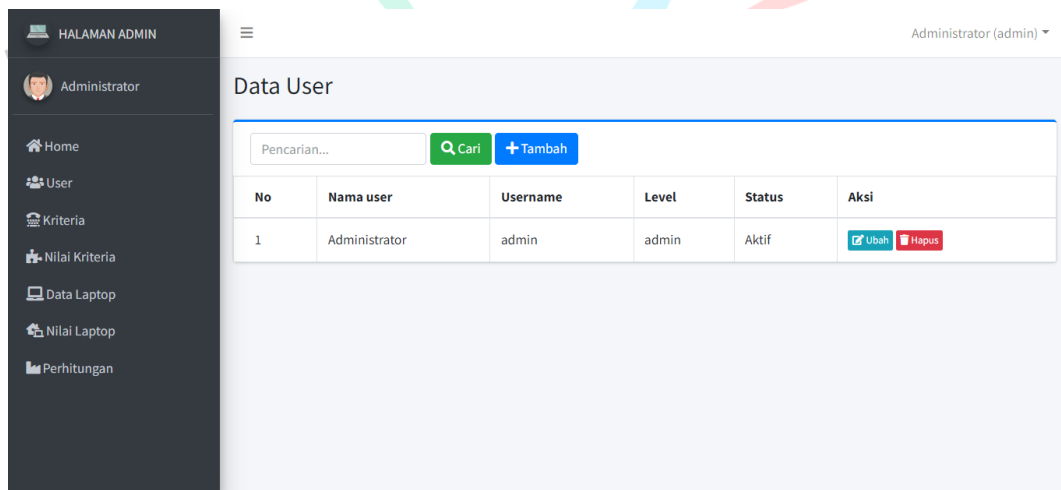 HALAMAN ADMIN
Administrator (admin)
Administrator
Data User
Home
User
Kriteria
Nilai Kriteria
Data Laptop
Nilai Laptop
Perhitungan
Pencarian... Cari Tambah
No Nama user Username Level Status Aksi
1 Administrator admin admin Aktif Ubah Hapus